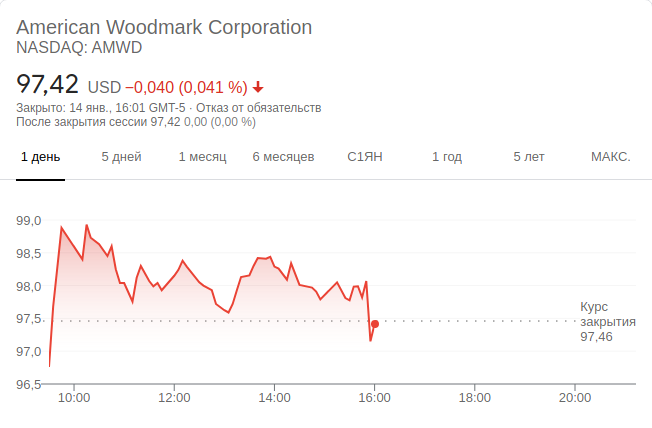 American Woodmark Corporation
NASDAQ: AMWD
97,42 USD −0,040 (0,041 %)
Закрыто: 14 янв., 16:01 GMT-5 · Отказ от обязательств
После закрытия сессии 97,42 0,00 (0,00 %)
1 день 5 дней 1 месяц 6 месяцев С1ЯН 1 год 5 лет МАКС.
99,0
98,5
98,0
97,5
97,0
96,5
Курс
закрытия
97,46
10:00 12:00 14:00 16:00 18:00 20:00